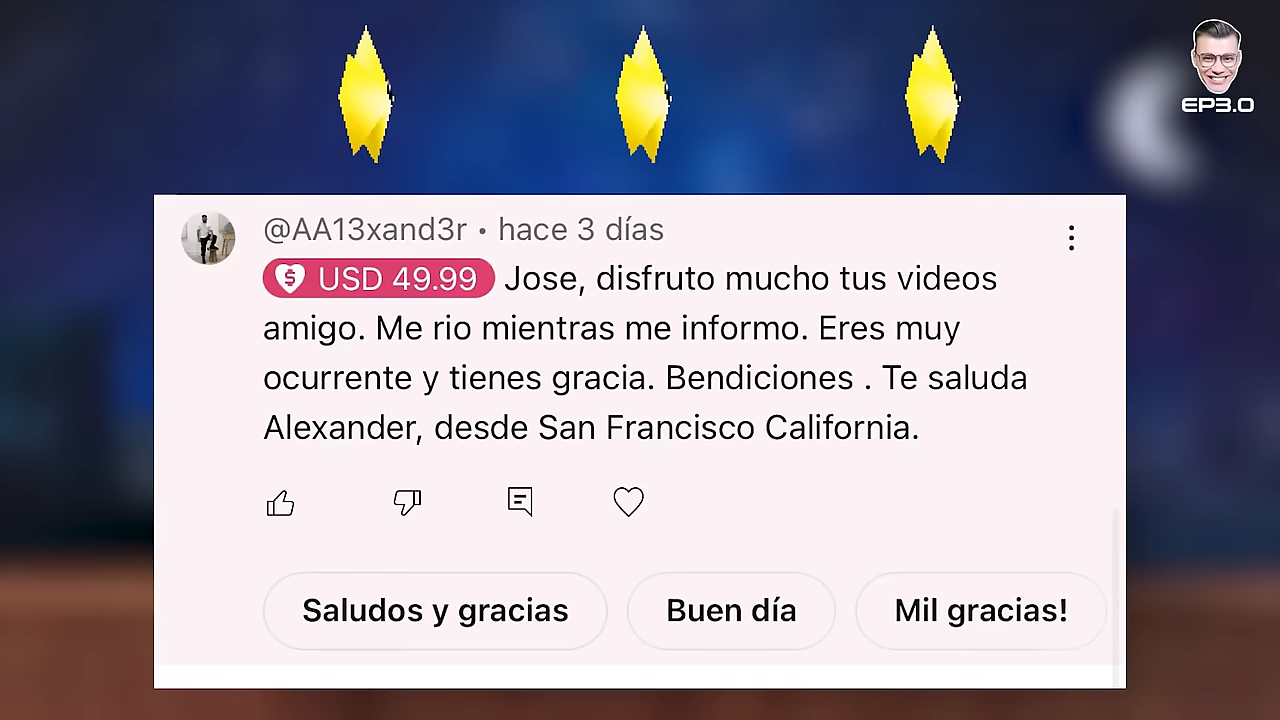 EP3.0
@AA13xand3r • hace 3 días
USD 49.99 Jose, disfruto mucho tus videos
amigo. Me rio mientras me informo. Eres muy
ocurrente y tienes gracia. Bendiciones . Te saluda
Alexander, desde San Francisco California.
Saludos y gracias
Buen día
Mil gracias!